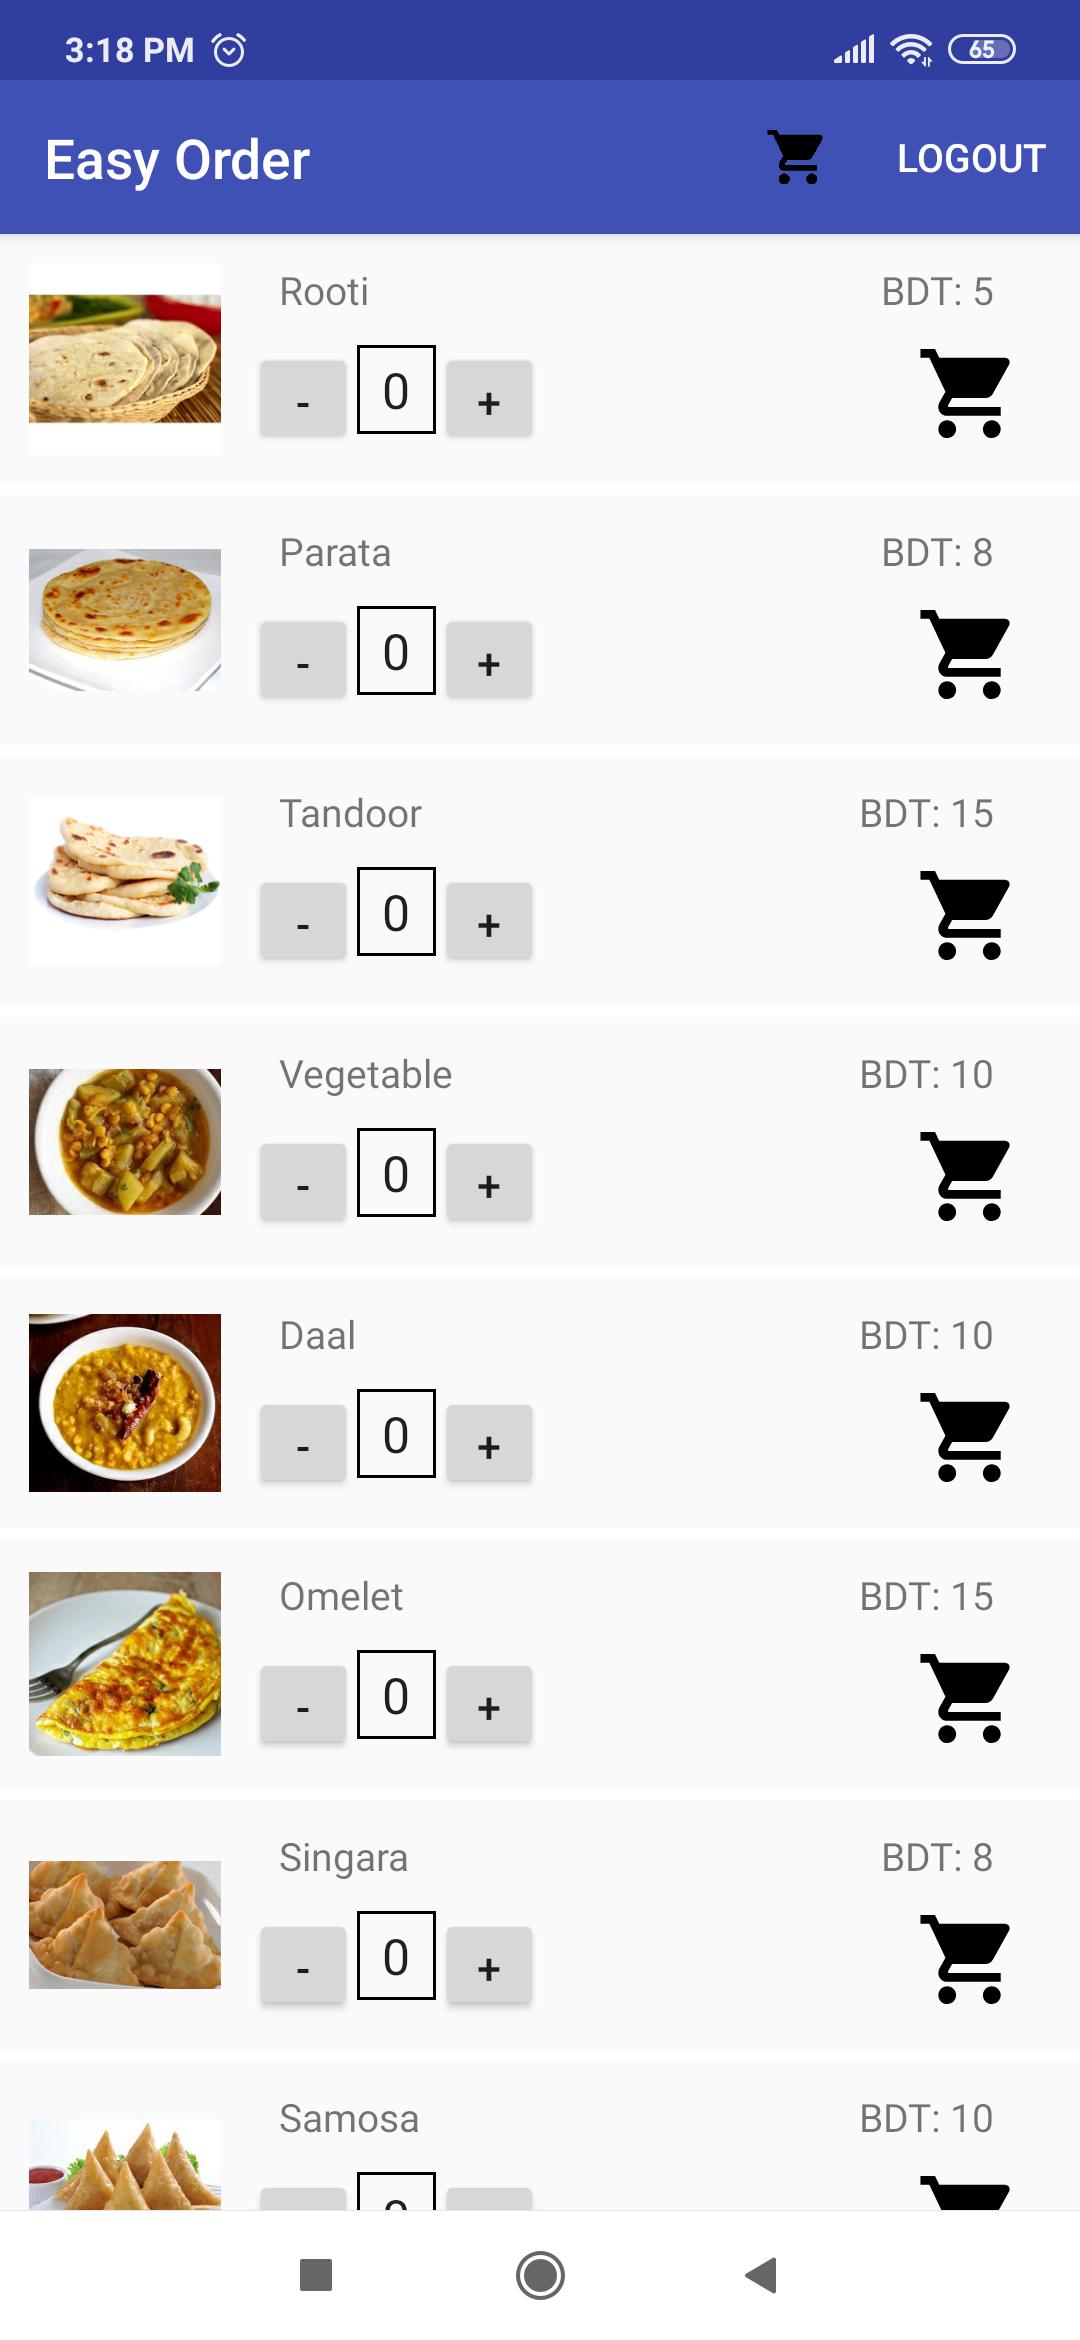 3:18 PM 65
Easy Order LOGOUT
Rooti BDT: 5
- 0 +
Parata BDT: 8
- 0 +
Tandoor BDT: 15
- 0 +
Vegetable BDT: 10
- 0 +
Daal BDT: 10
- 0 +
Omelet BDT: 15
- 0 +
Singara BDT: 8
- 0 +
Samosa BDT: 10